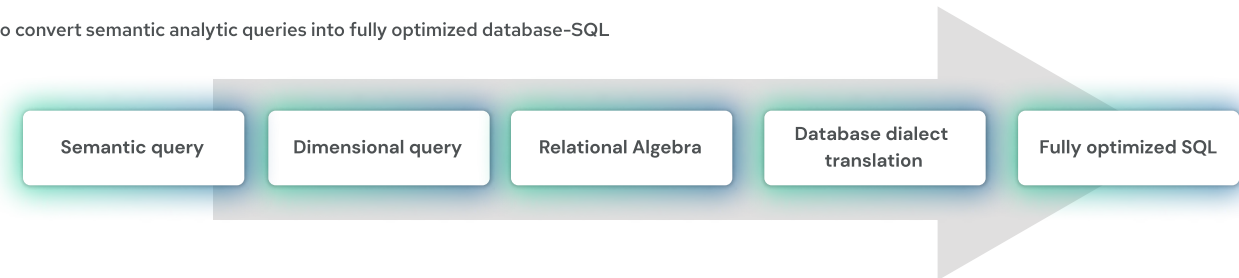 o convert semantic analytic queries into fully optimized database-SQL
Semantic query
Dimensional query
Relational Algebra
Database dialect
translation
Fully optimized SQL